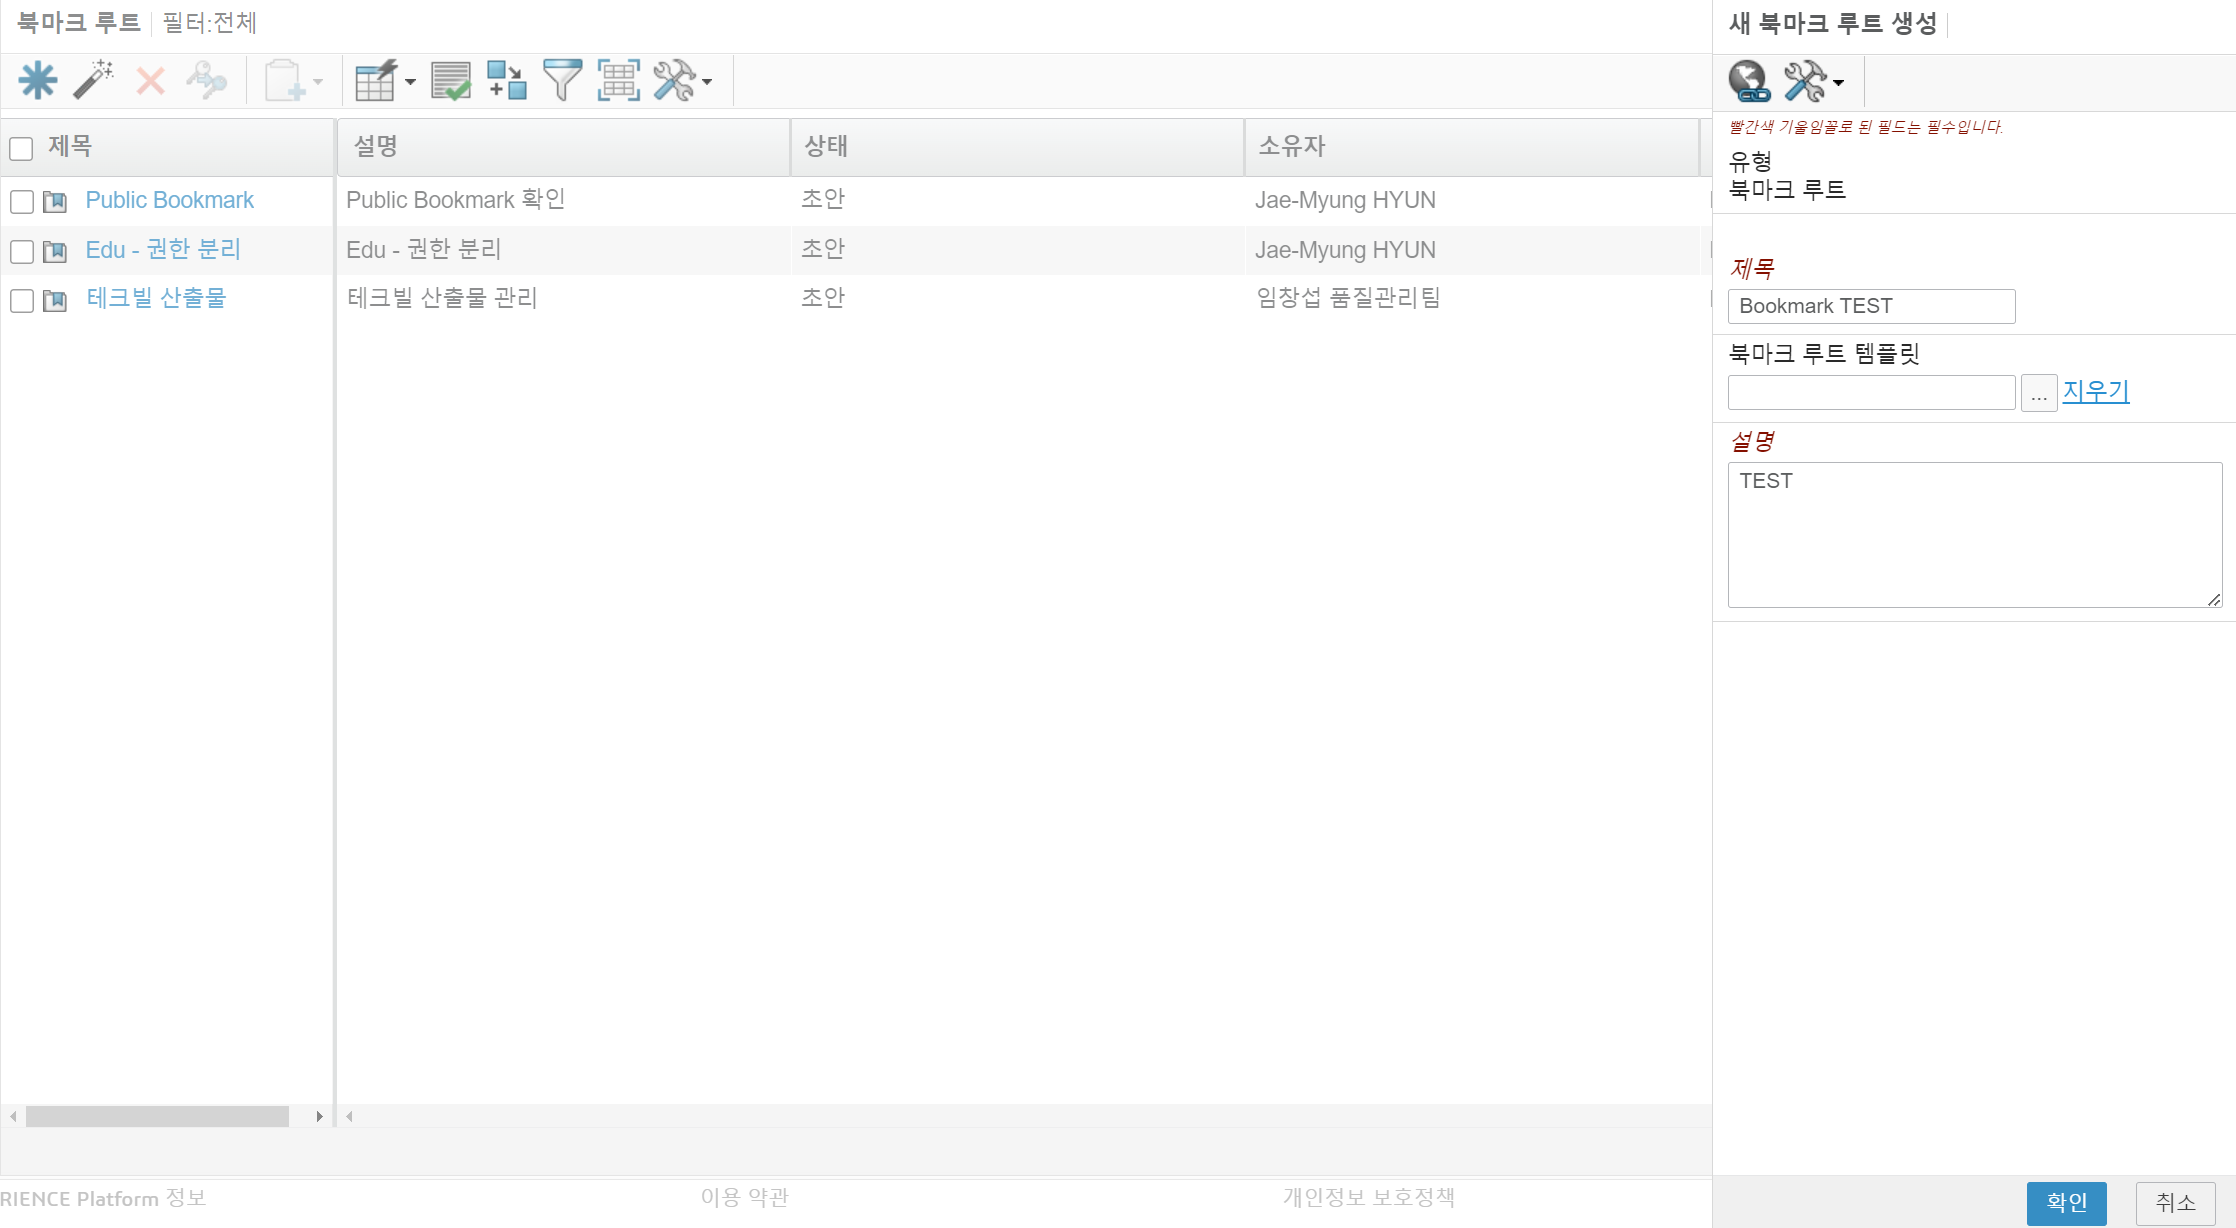 북마크 루트 필터:전체
제목 설명 상태 소유자
Public Bookmark Public Bookmark 확인 초안 Jae-Myung HYUN
Edu - 권한 분리 Edu - 권한 분리 초안 Jae-Myung HYUN
테크빌 산출물 테크빌 산출물 관리 초안 임창섭 품질관리팀
RIENCE Platform 정보 이용 약관 개인정보 보호정책
새 북마크 루트 생성
빨간색 기울임꼴로 된 필드는 필수입니다.
유형
북마크 루트
제목
Bookmark TEST
북마크 루트 템플릿
... 지우기
설명
TEST
확인 취소